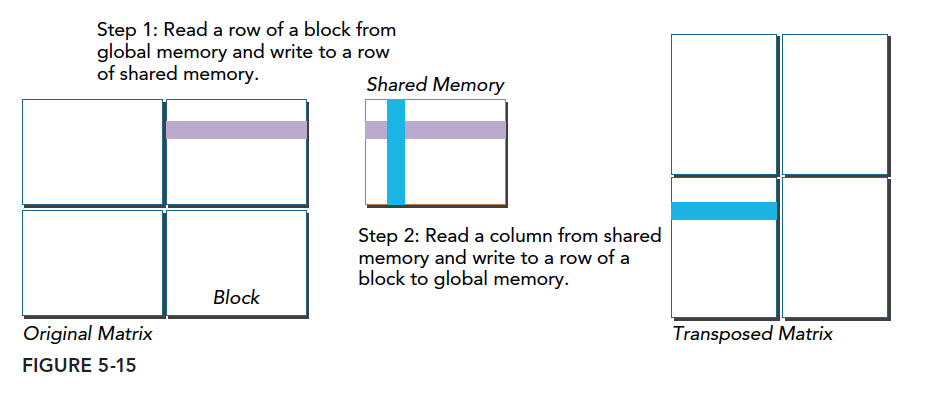 Step 1: Read a row of a block from
global memory and write to a row
of shared memory.
Shared Memory
Step 2: Read a column from shared
memory and write to a row of a
block to global memory.
Block
Original Matrix
Transposed Matrix
FIGURE 5-15